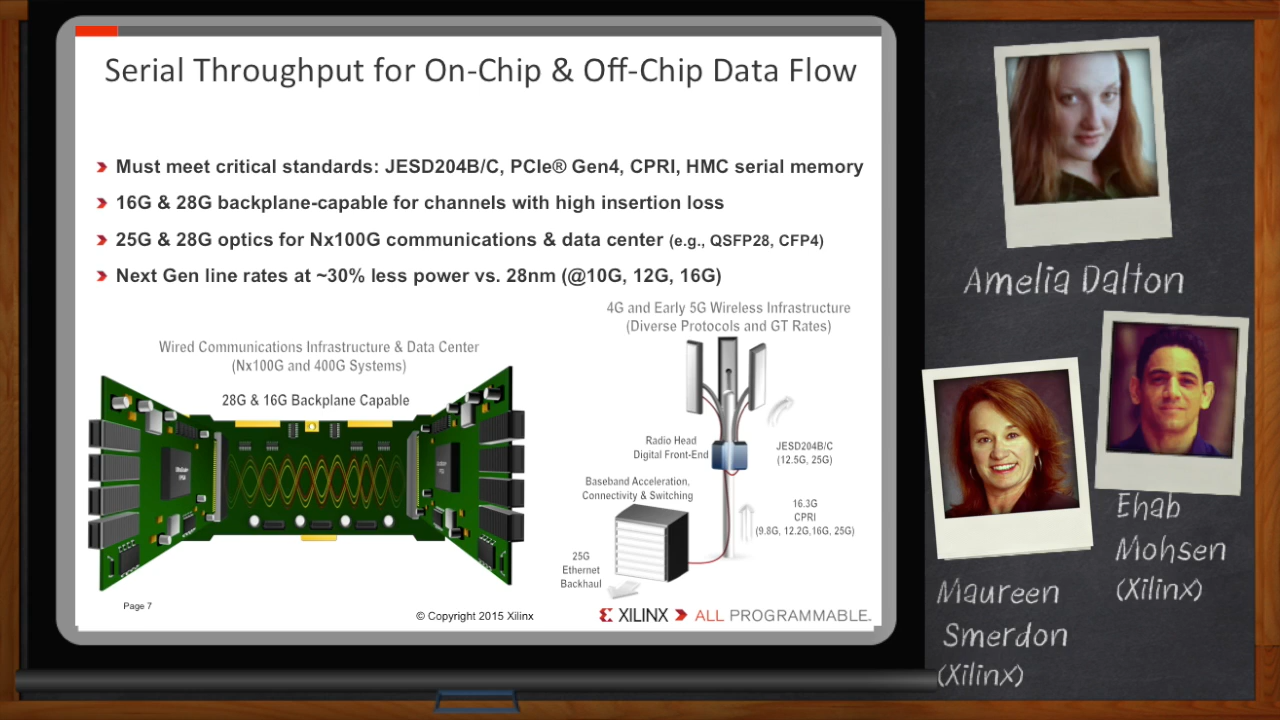 Serial Throughput for On-Chip & Off-Chip Data Flow
Must meet critical standards: JESD204B/C, PCIe® Gen4, CPRI, HMC serial memory
16G & 28G backplane-capable for channels with high insertion loss
25G & 28G optics for Nx100G communications & data center (e.g., QSFP28, CFP4)
Next Gen line rates at ~30% less power vs. 28nm (@10G, 12G, 16G)
Wired Communications Infrastructure & Data Center
(Nx100G and 400G Systems)
28G & 16G Backplane Capable
4G and Early 5G Wireless Infrastructure
(Diverse Protocols and GT Rates)
Radio Head
Digital Front-End
JESD204B/C
(12.5G, 25G)
Baseband Acceleration,
Connectivity & Switching
16.3G
CPRI
(9.8G, 12.2G,16G, 25G)
25G
Ethernet
Backhaul
Page 7
© Copyright 2015 Xilinx
XILINX ALL PROGRAMMABLE.
Amelia Dalton
Ehab
Mohsen
(Xilinx)
Maureen
Smerdon
(Xilinx)